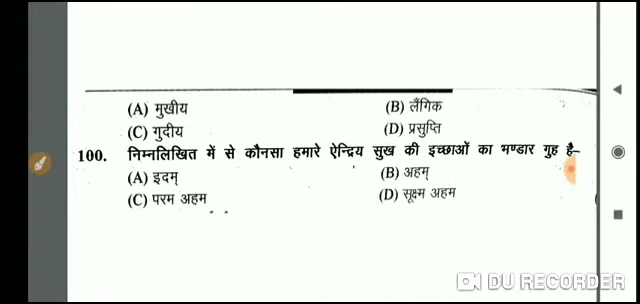 (A) मुखीय (B) लैंगिक
(C) गुदीय (D) प्रसुप्ति
100. निम्नलिखित में से कौनसा हमारे ऐन्द्रिय सुख की इच्छाओं का भण्डार गुह है–
(A) इदम् (B) अहम्
(C) परम अहम (D) सूक्ष्म अहम
DU RECORDER